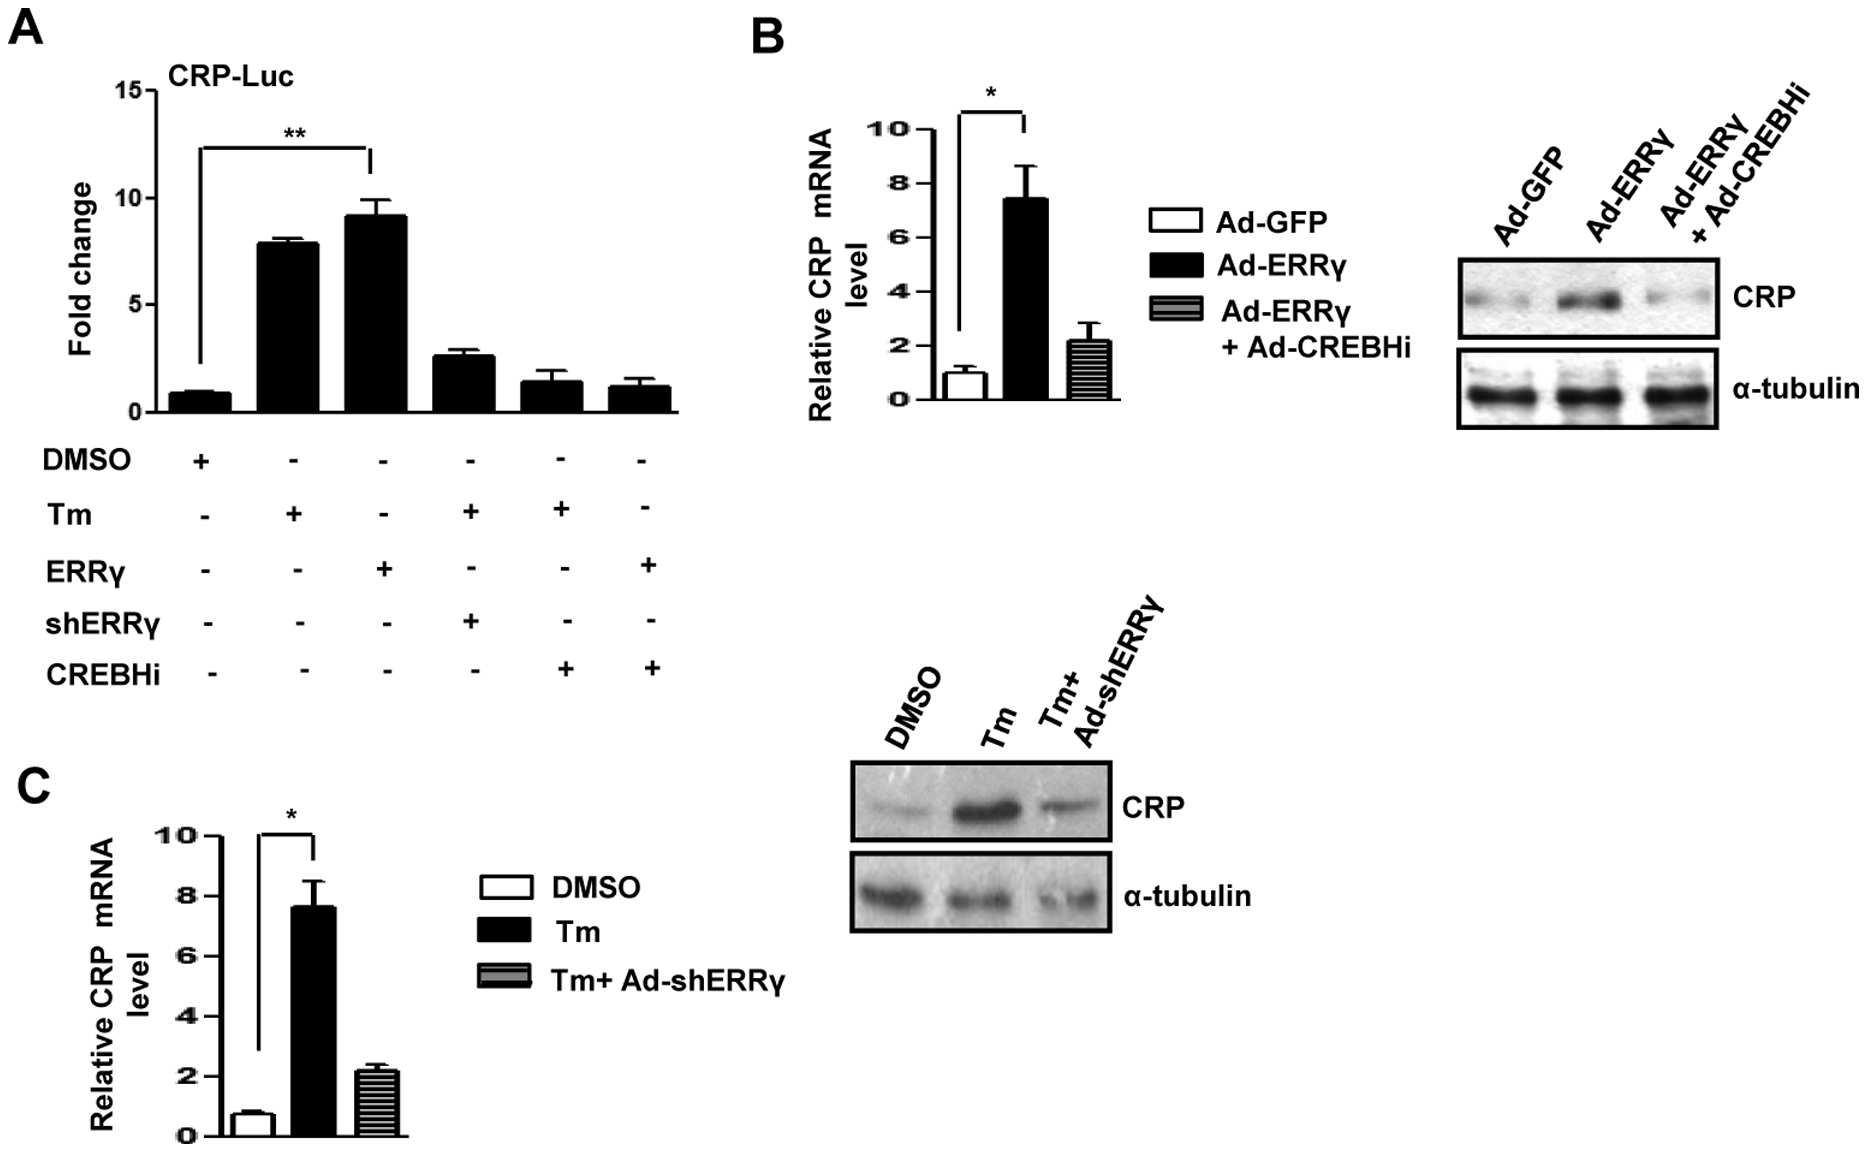 A
CRP-Luc
**
15
10
5
0
Fold change
DMSO + - - - - -
Tm - + - + + -
ERRγ - - + - - +
shERRγ - - - + - -
CREBHi - - - - + +
B
*
10
8
6
4
2
0
Relative CRP mRNA
level
Ad-GFP
Ad-ERRγ
Ad-ERRγ
+ Ad-CREBHi
Ad-GFP
Ad-ERRγ
Ad-ERRγ
+ Ad-CREBHi
CRP
α-tubulin
C
*
10
8
6
4
2
0
Relative CRP mRNA
level
DMSO
Tm
Tm+ Ad-shERRγ
DMSO
Tm
Tm+
Ad-shERRγ
CRP
α-tubulin